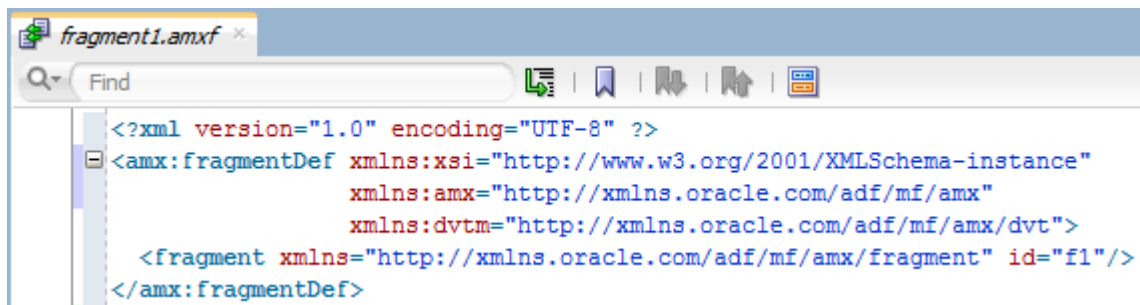 fragment1.amxf
Find
<?xml version="1.0" encoding="UTF-8" ?>
<amx:fragmentDef xmlns:xsi="http://www.w3.org/2001/XMLSchema-instance"
xmlns:amx="http://xmlns.oracle.com/adf/mf/amx"
xmlns:dvtm="http://xmlns.oracle.com/adf/mf/amx/dvt">
<fragment xmlns="http://xmlns.oracle.com/adf/mf/amx/fragment" id="f1"/>
</amx:fragmentDef>